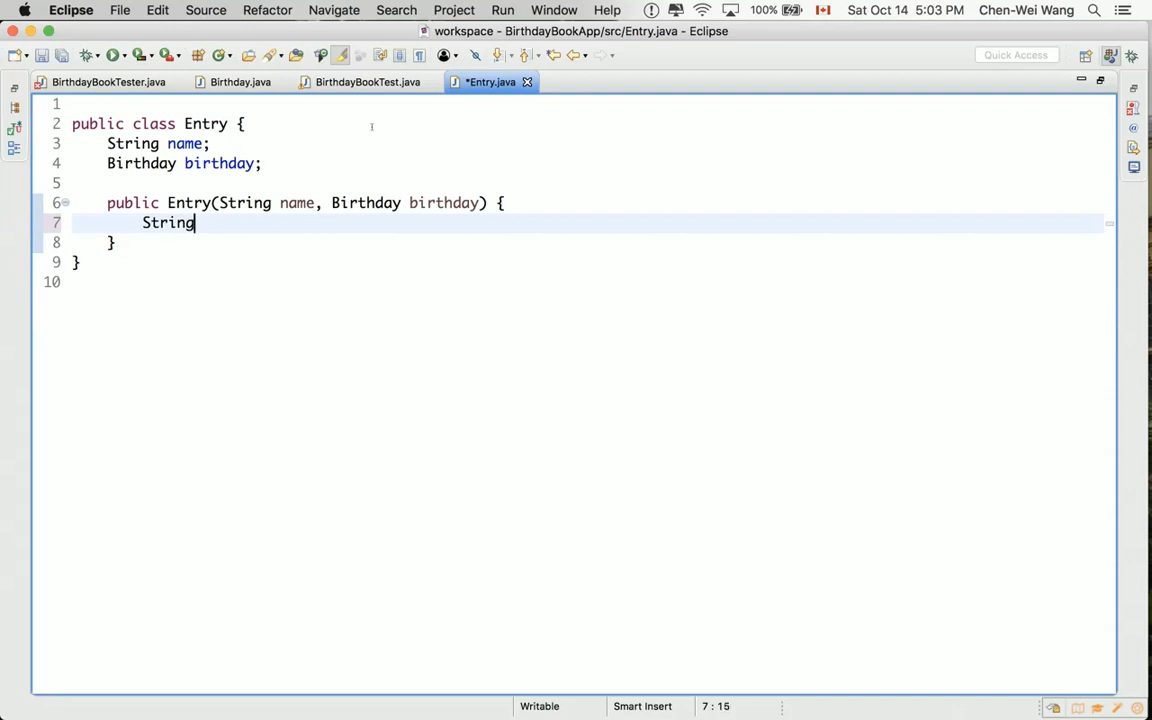 Eclipse File Edit Source Refactor Navigate Search Project Run Window Help 100% Sat Oct 14 5:03 PM Chen-Wei Wang
workspace - BirthdayBookApp/src/Entry.java - Eclipse
Quick Access
BirthdayBookTester.java Birthday.java BirthdayBookTest.java *Entry.java
1
2 public class Entry {
3 String name;
4 Birthday birthday;
5
6 public Entry(String name, Birthday birthday) {
7 String
8 }
9 }
10
Writable Smart Insert 7 : 15